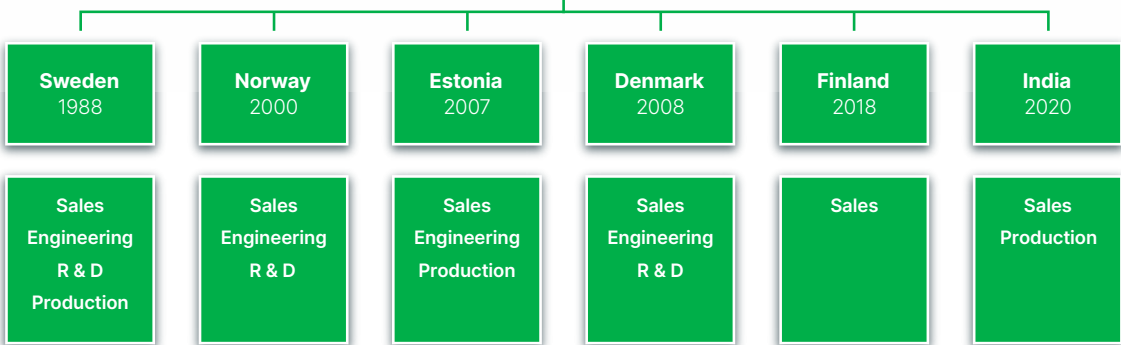 Sweden
1988
Norway
2000
Estonia
2007
Denmark
2008
Finland
2018
India
2020
Sales
Engineering
R & D
Production
Sales
Engineering
R & D
Sales
Engineering
Production
Sales
Engineering
R & D
Sales
Sales
Production